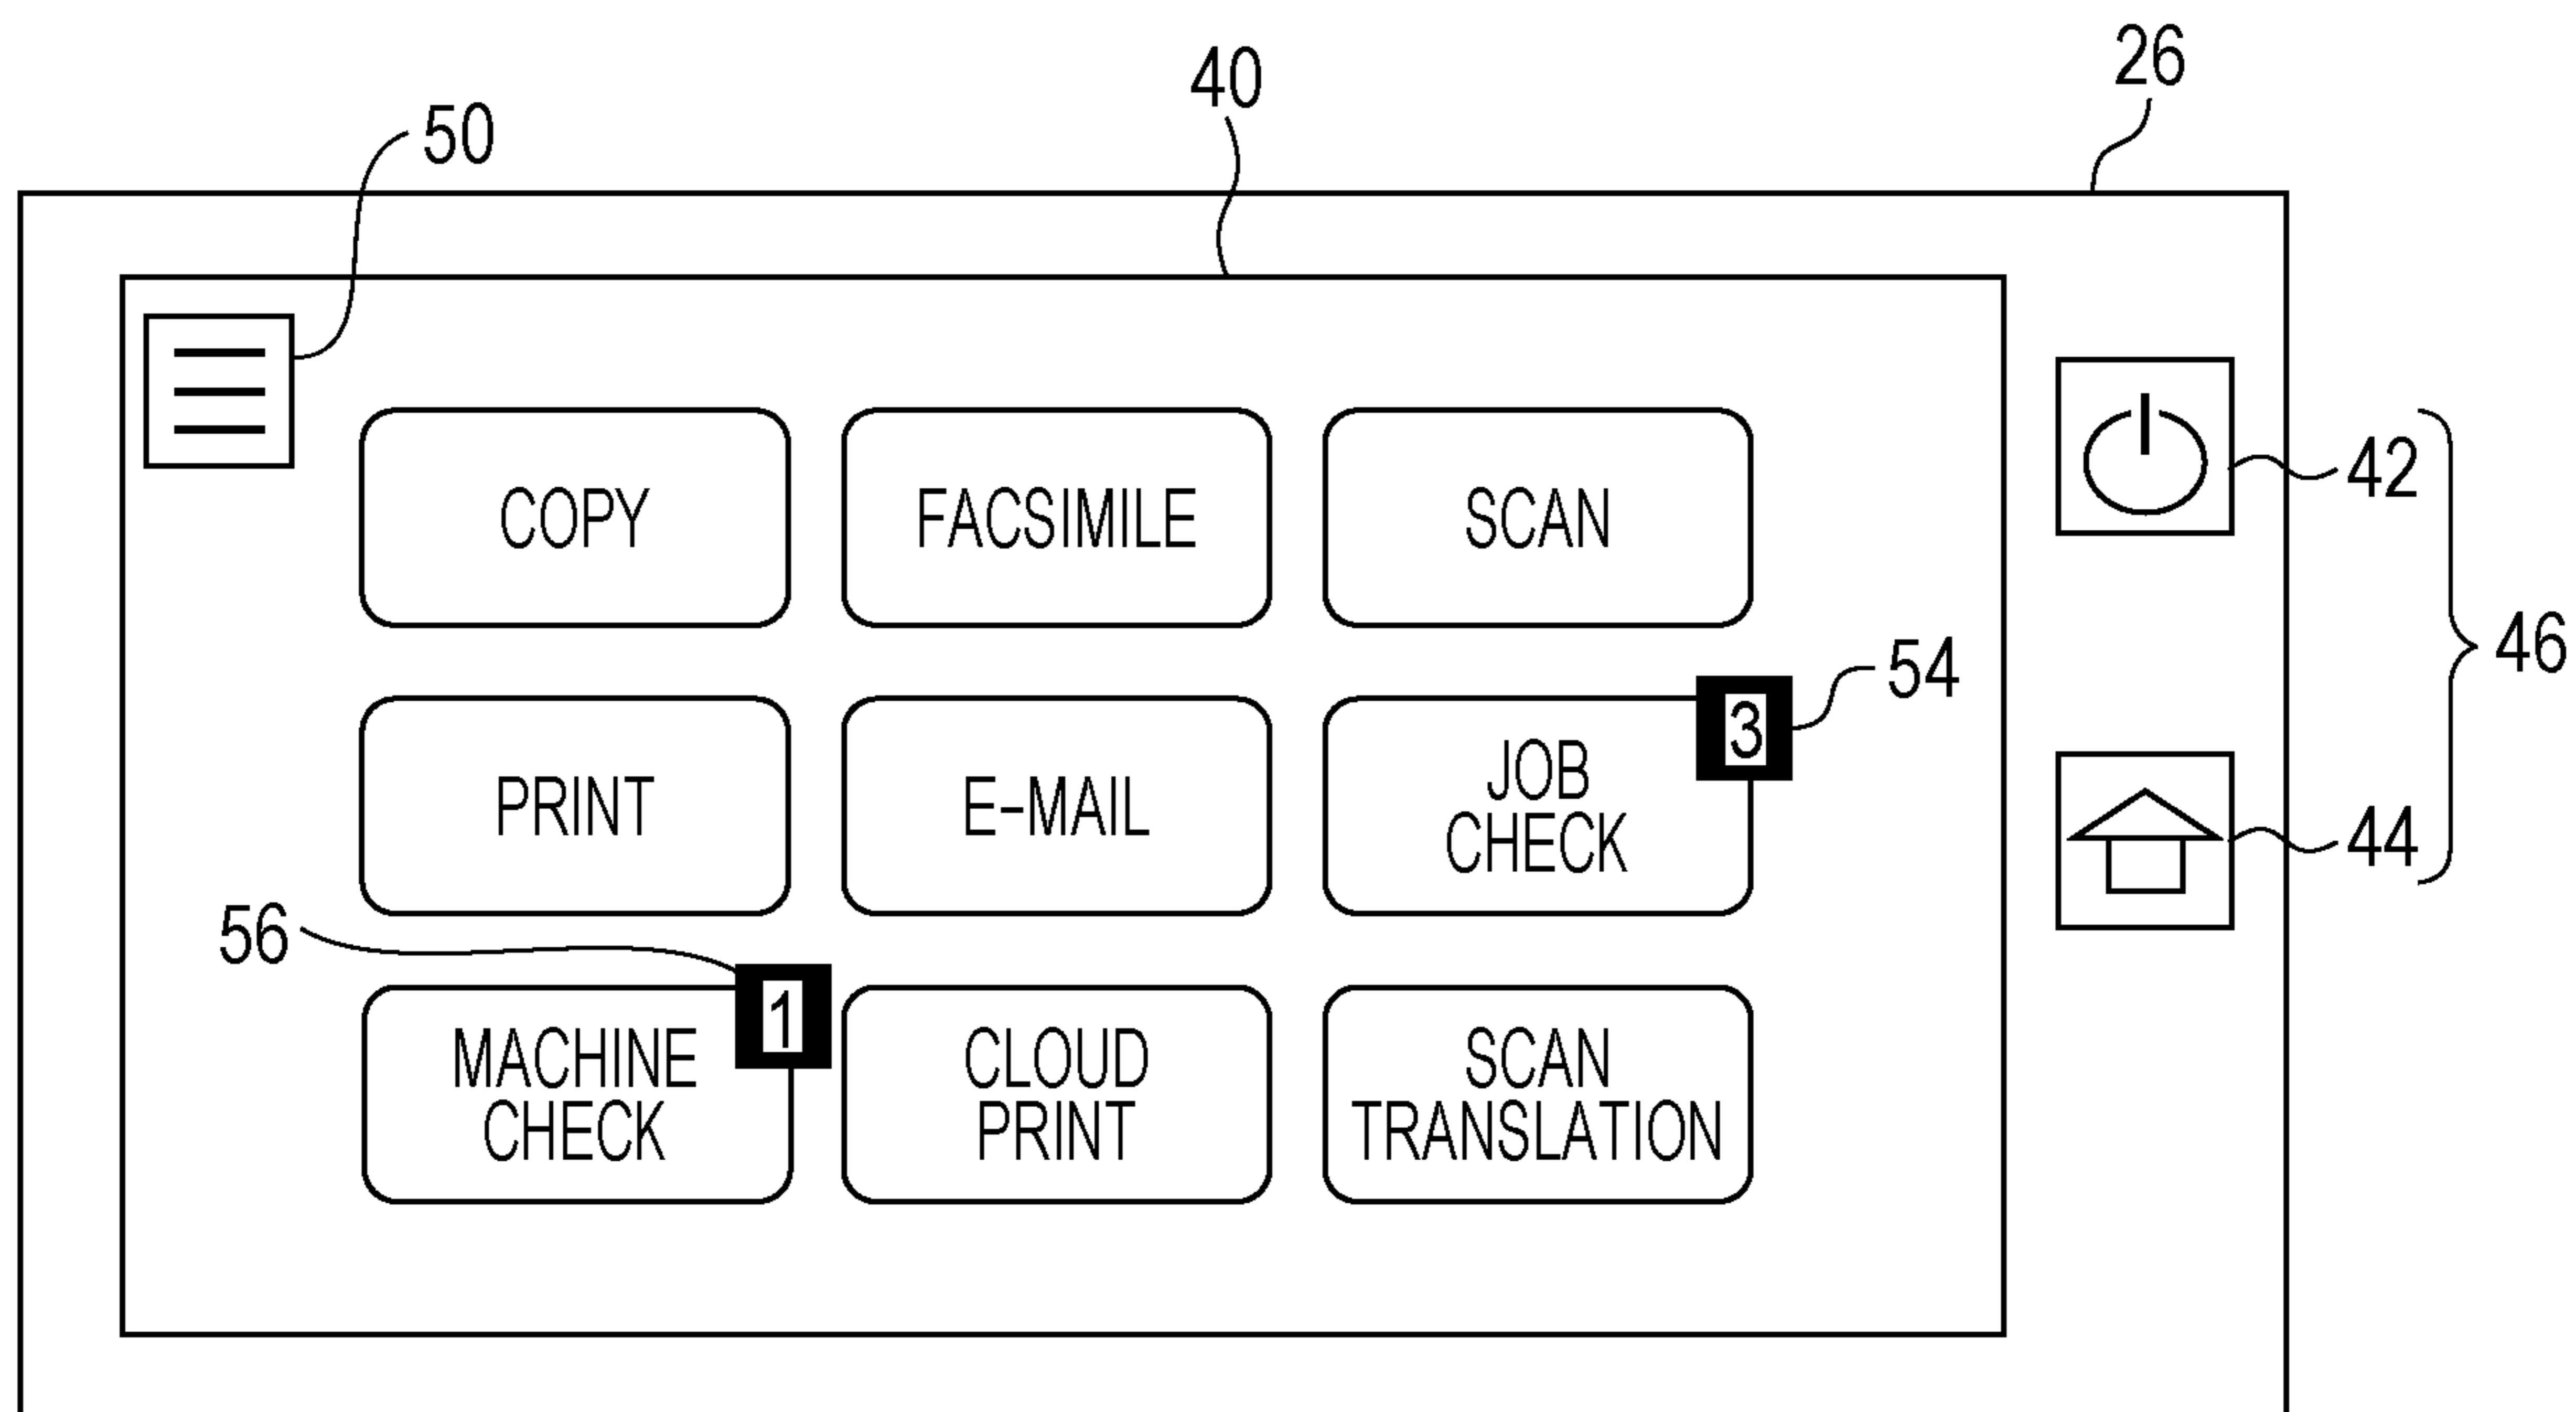 26
40
50
COPY
FACSIMILE
SCAN
42
46
54
3
PRINT
E-MAIL
JOB
CHECK
44
56
1
MACHINE
CHECK
CLOUD
PRINT
SCAN
TRANSLATION